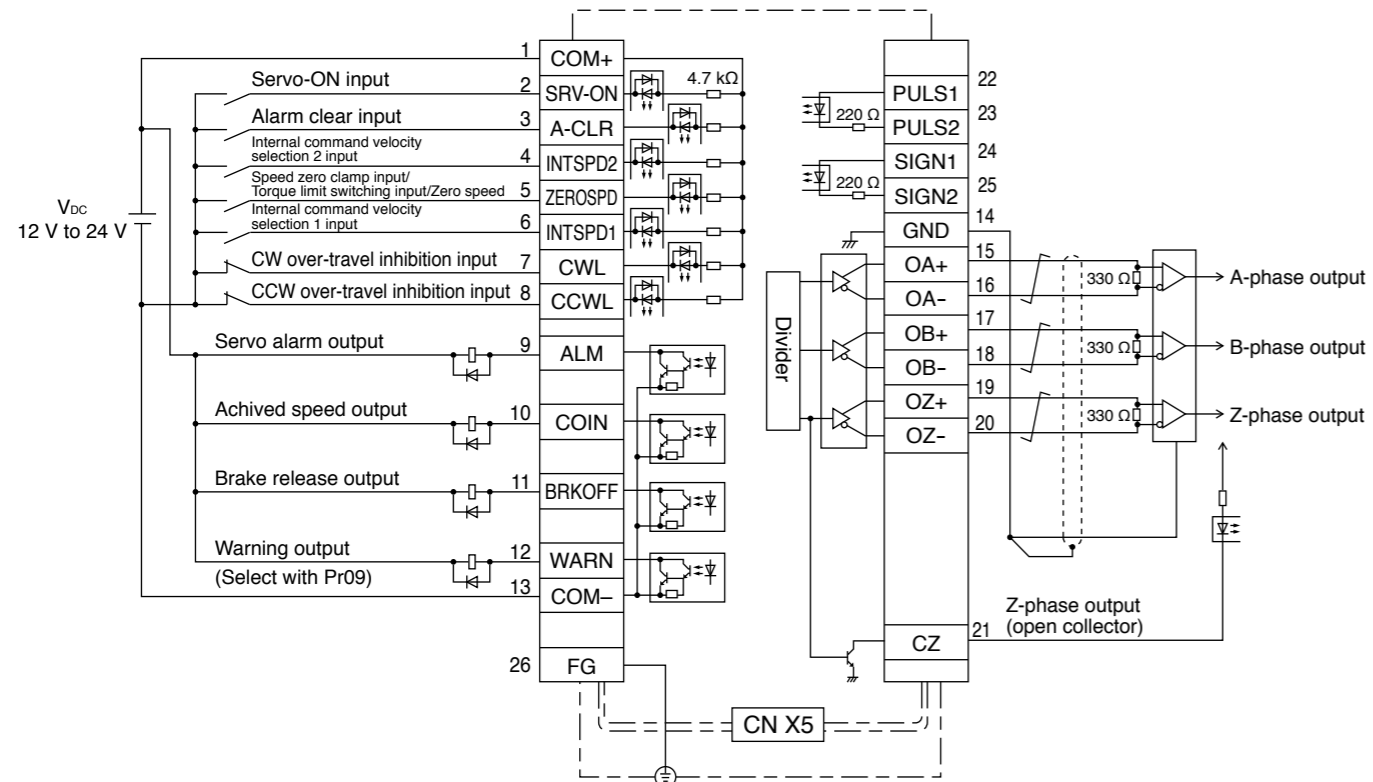 1
COM+
Servo-ON input
2
SRV-ON
4.7 kΩ
Alarm clear input
3
A-CLR
Internal command velocity
selection 2 input
4
INTSPD2
Speed zero clamp input/
Torque limit switching input/Zero speed
5
ZEROSPD
Internal command velocity
selection 1 input
6
INTSPD1
VDC
12 V to 24 V
CW over-travel inhibition input
7
CWL
CCW over-travel inhibition input
8
CCWL
Servo alarm output
9
ALM
Achived speed output
10
COIN
Brake release output
11
BRKOFF
Warning output
(Select with Pr09)
12
WARN
13
COM−
26
FG
CN X5
22
PULS1
220 Ω
23
PULS2
24
SIGN1
220 Ω
25
SIGN2
14
GND
15
OA+
16
OA−
330 Ω
A-phase output
17
OB+
18
OB−
330 Ω
B-phase output
19
OZ+
20
OZ−
330 Ω
Z-phase output
Divider
Z-phase output
(open collector)
21
CZ